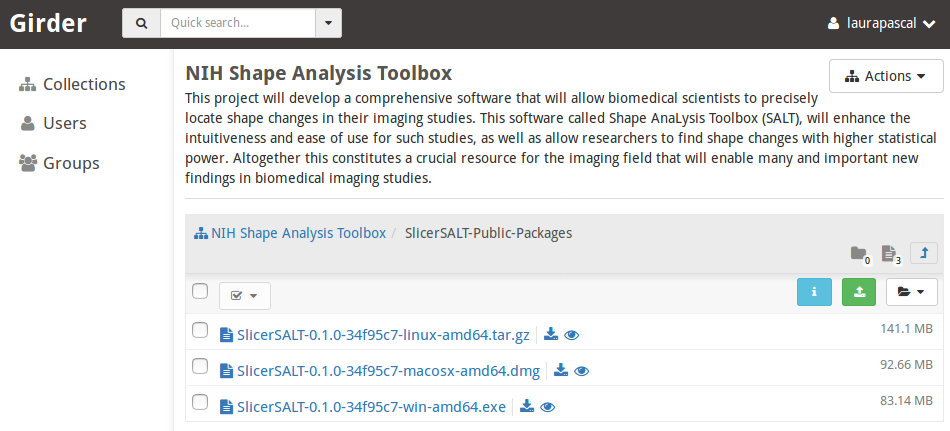 Girder
Quick search...
laurapascal
Collections
Users
Groups
NIH Shape Analysis Toolbox
Actions
This project will develop a comprehensive software that will allow biomedical scientists to precisely
locate shape changes in their imaging studies. This software called Shape AnaLysis Toolbox (SALT), will enhance the
intuitiveness and ease of use for such studies, as well as allow researchers to find shape changes with higher statistical
power. Altogether this constitutes a crucial resource for the imaging field that will enable many and important new
findings in biomedical imaging studies.
NIH Shape Analysis Toolbox / SlicerSALT-Public-Packages
0 3
SlicerSALT-0.1.0-34f95c7-linux-amd64.tar.gz 141.1 MB
SlicerSALT-0.1.0-34f95c7-macosx-amd64.dmg 92.66 MB
SlicerSALT-0.1.0-34f95c7-win-amd64.exe 83.14 MB